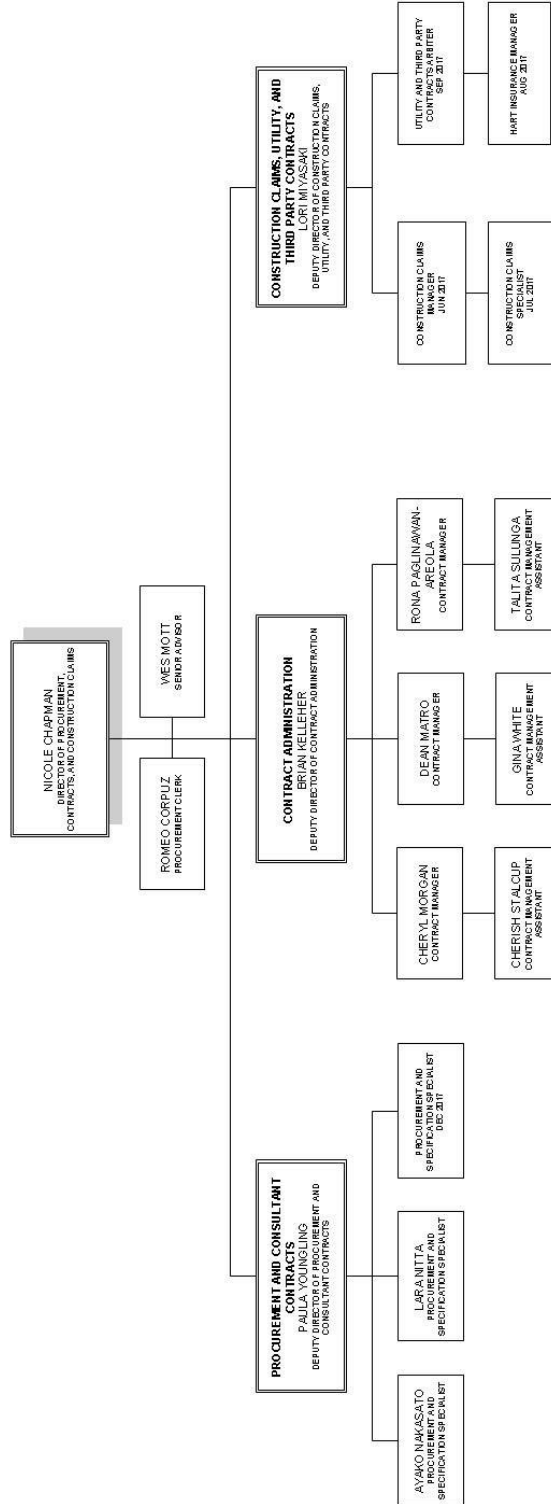 NICOLE CHAPMAN
DIRECTOR OF PROCUREMENT,
CONTRACTS, AND CONSTRUCTION CLAIMS
ROMEO CORPUZ
PROCUREMENT CLERK
WES MOTT
SENIOR ADVISOR
PROCUREMENT AND CONSULTANT
CONTRACTS
PAULA YOUNGLING
DEPUTY DIRECTOR OF PROCUREMENT AND
CONSULTANT CONTRACTS
CONTRACT ADMINISTRATION
BRIAN KELLEHER
DEPUTY DIRECTOR OF CONTRACT ADMINISTRATION
CONSTRUCTION CLAIMS, UTILITY, AND
THIRD PARTY CONTRACTS
LORI MIYASAKI
DEPUTY DIRECTOR OF CONSTRUCTION CLAIMS,
UTILITY, AND THIRD PARTY CONTRACTS
AYAKO NAKASATO
PROCUREMENT AND
SPECIFICATION SPECIALIST
LARA NITTA
PROCUREMENT AND
SPECIFICATION SPECIALIST
PROCUREMENT AND
SPECIFICATION SPECIALIST
DEC 2017
CHERYL MORGAN
CONTRACT MANAGER
DEAN MATRO
CONTRACT MANAGER
RONA PAGLINAWAN-
AREOLA
CONTRACT MANAGER
CONSTRUCTION CLAIMS
MANAGER
JUN 2017
UTILITY AND THIRD PARTY
CONTRACTS ARBITER
SEP 2017
CHERISH STALCUP
CONTRACT MANAGEMENT
ASSISTANT
GINA WHITE
CONTRACT MANAGEMENT
ASSISTANT
TALITA SULUNGA
CONTRACT MANAGEMENT
ASSISTANT
CONSTRUCTION CLAIMS
SPECIALIST
JUL 2017
HART INSURANCE MANAGER
AUG 2017